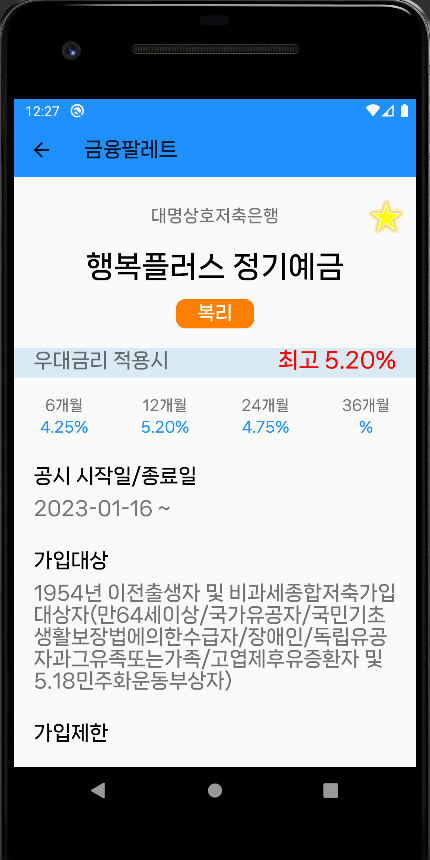 12:27
금융팔레트
대명상호저축은행
행복플러스 정기예금
복리
우대금리 적용시 최고 5.20%
6개월 12개월 24개월 36개월
4.25% 5.20% 4.75% %
공시 시작일/종료일
2023-01-16 ~
가입대상
1954년 이전출생자 및 비과세종합저축가입
대상자(만64세이상/국가유공자/국민기초
생활보장법에의한수급자/장애인/독립유공
자과그유족또는가족/고엽제후유증환자 및
5.18민주화운동부상자)
가입제한